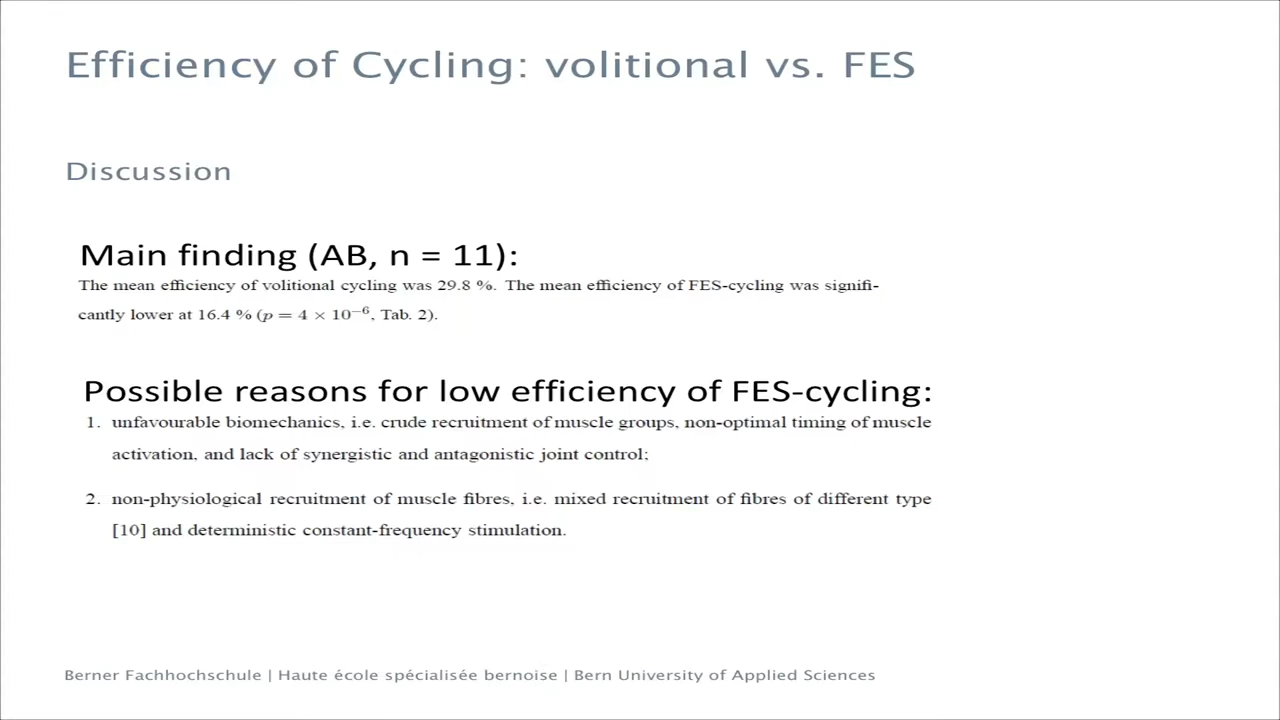 Efficiency of Cycling: volitional vs. FES
Discussion
Main finding (AB, n = 11):
The mean efficiency of volitional cycling was 29.8 %. The mean efficiency of FES-cycling was signifi-
cantly lower at 16.4 % (p = 4 × 10⁻⁶, Tab. 2).
Possible reasons for low efficiency of FES-cycling:
1. unfavourable biomechanics, i.e. crude recruitment of muscle groups, non-optimal timing of muscle
activation, and lack of synergistic and antagonistic joint control;
2. non-physiological recruitment of muscle fibres, i.e. mixed recruitment of fibres of different type
[10] and deterministic constant-frequency stimulation.
Berner Fachhochschule | Haute école spécialisée bernoise | Bern University of Applied Sciences